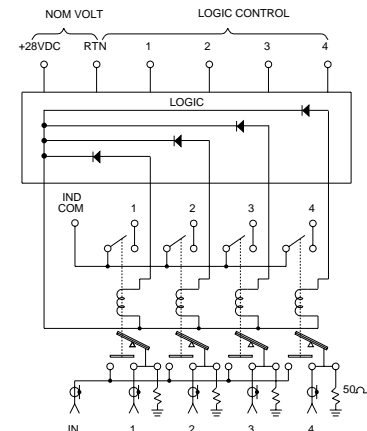 NOM VOLT LOGIC CONTROL
+28VDC RTN 1 2 3 4
LOGIC
IND
COM 1 2 3 4
50Ω
IN 1 2 3 4